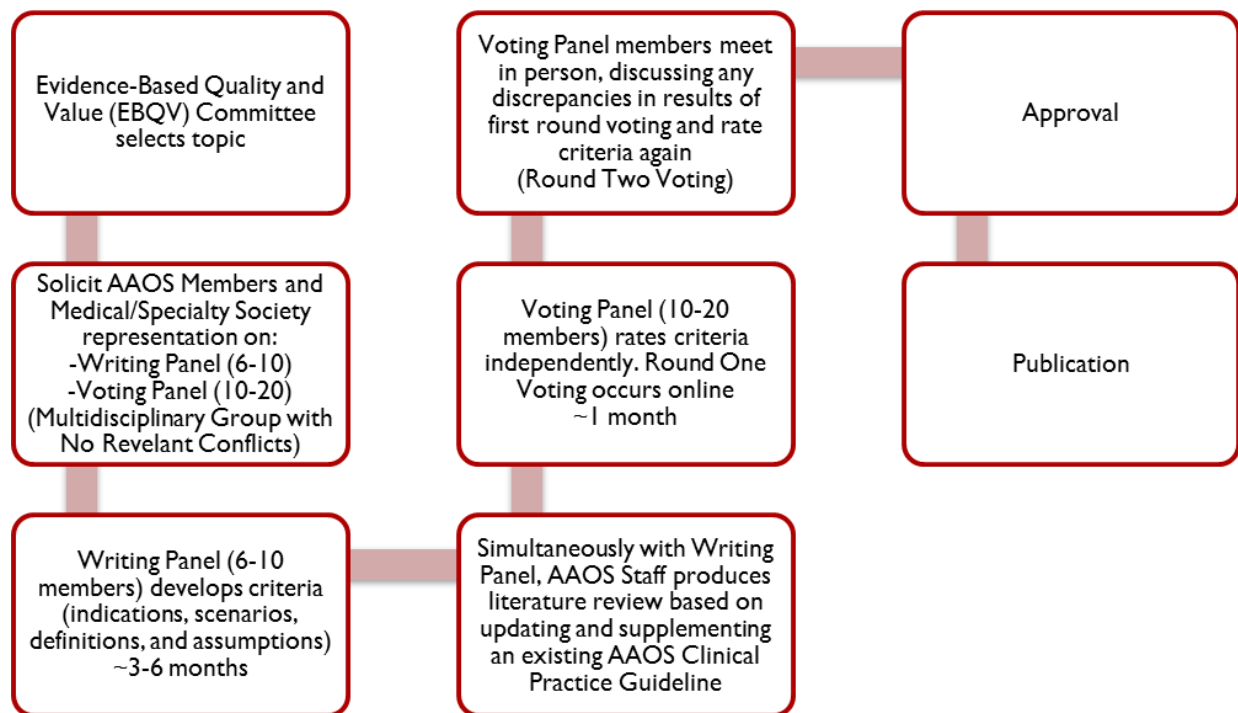 Evidence-Based Quality and
Value (EBQV) Committee
selects topic
Solicit AAOS Members and
Medical/Specialty Society
representation on:
-Writing Panel (6-10)
-Voting Panel (10-20)
(Multidisciplinary Group with
No Revelant Conflicts)
Writing Panel (6-10
members) develops criteria
(indications, scenarios,
definitions, and assumptions)
~3-6 months
Simultaneously with Writing
Panel, AAOS Staff produces
literature review based on
updating and supplementing
an existing AAOS Clinical
Practice Guideline
Voting Panel (10-20
members) rates criteria
independently. Round One
Voting occurs online
~1 month
Voting Panel members meet
in person, discussing any
discrepancies in results of
first round voting and rate
criteria again
(Round Two Voting)
Approval
Publication